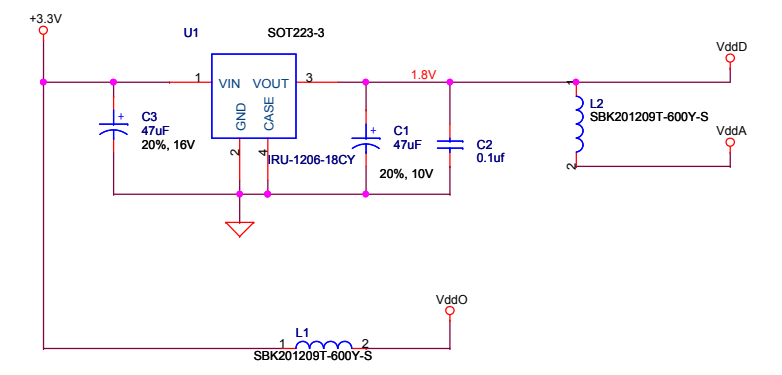 +3.3V
U1
SOT223-3
VddD
1
VIN
VOUT
3
1.8V
1
L2
SBK201209T-600Y-S
C3
47uF
20%, 16V
+
GND
CASE
+
C1
47uF
20%, 10V
C2
0.1uf
VddA
2
4
IRU-1206-18CY
2
VddO
L1
1
2
SBK201209T-600Y-S